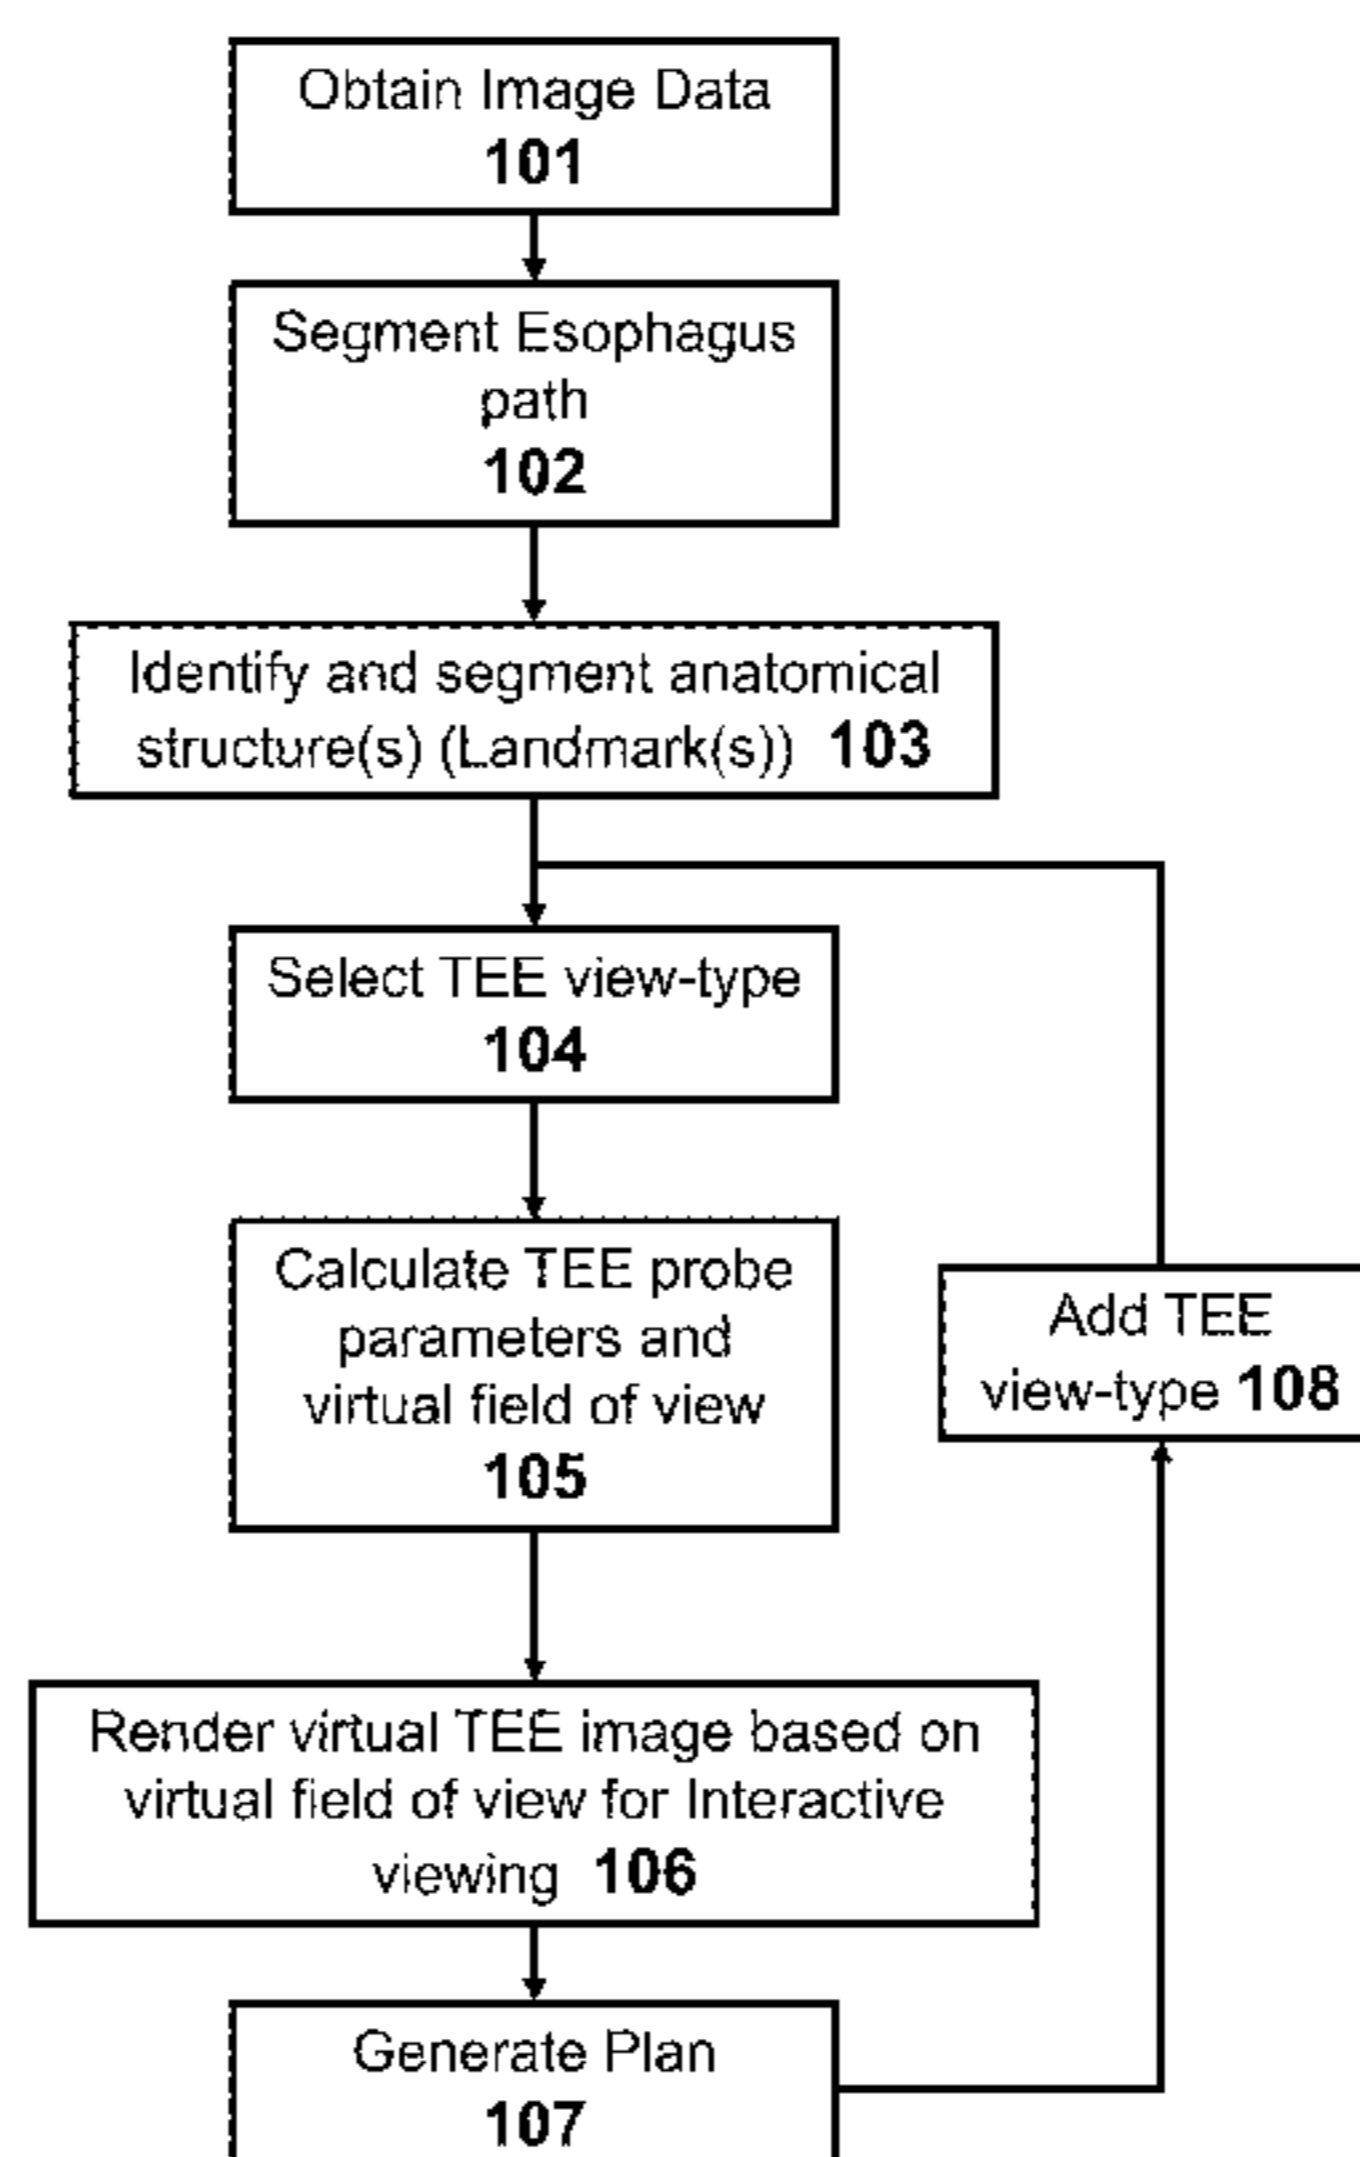 Obtain Image Data
101
Segment Esophagus
path
102
Identify and segment anatomical
structure(s) (Landmark(s)) 103
Select TEE view-type
104
Calculate TEE probe
parameters and
virtual field of view
105
Add TEE
view-type 108
Render virtual TEE image based on
virtual field of view for Interactive
viewing 106
Generate Plan
107